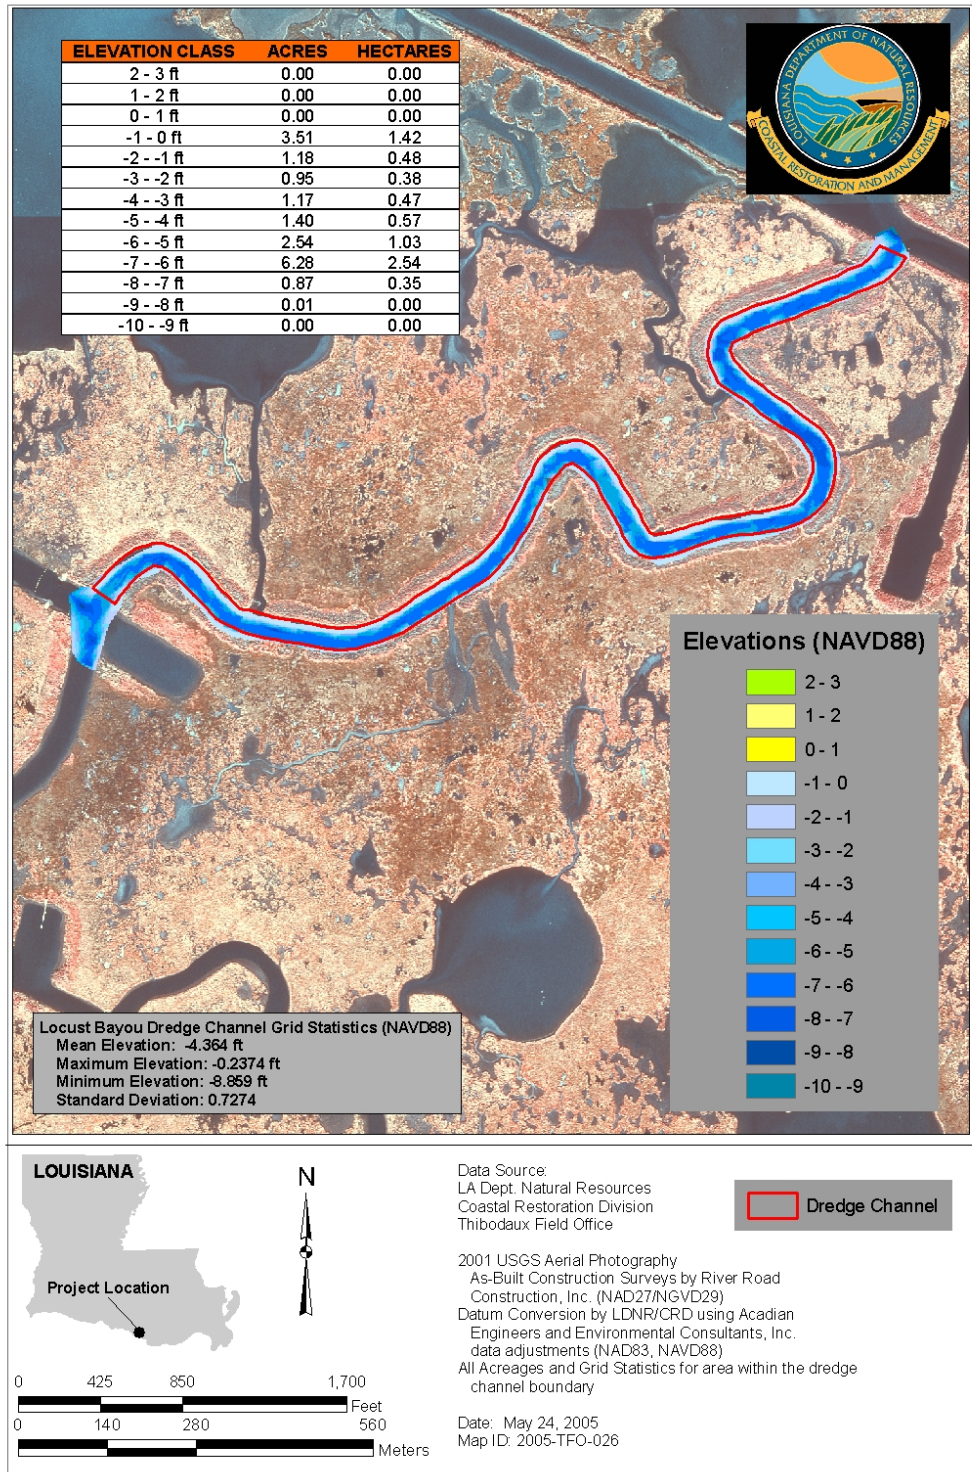 ELEVATION CLASS ACRES HECTARES
2 - 3 ft 0.00 0.00
1 - 2 ft 0.00 0.00
0 - 1 ft 0.00 0.00
-1 - 0 ft 3.51 1.42
-2 - -1 ft 1.18 0.48
-3 - -2 ft 0.95 0.38
-4 - -3 ft 1.17 0.47
-5 - -4 ft 1.40 0.57
-6 - -5 ft 2.54 1.03
-7 - -6 ft 6.28 2.54
-8 - -7 ft 0.87 0.35
-9 - -8 ft 0.01 0.00
-10 - -9 ft 0.00 0.00
LOUISIANA DEPARTMENT OF NATURAL RESOURCES
COASTAL RESTORATION AND MANAGEMENT
Elevations (NAVD88)
2 - 3
1 - 2
0 - 1
-1 - 0
-2 - -1
-3 - -2
-4 - -3
-5 - -4
-6 - -5
-7 - -6
-8 - -7
-9 - -8
-10 - -9
Locust Bayou Dredge Channel Grid Statistics (NAVD88)
Mean Elevation: -4.364 ft
Maximum Elevation: -0.2374 ft
Minimum Elevation: -8.859 ft
Standard Deviation: 0.7274
LOUISIANA
Project Location
N
0 425 850 1,700
Feet
0 140 280 560
Meters
Data Source:
LA Dept. Natural Resources
Coastal Restoration Division
Thibodaux Field Office
2001 USGS Aerial Photography
As-Built Construction Surveys by River Road
Construction, Inc. (NAD27/NGVD29)
Datum Conversion by LDNR/CRD using Acadian
Engineers and Environmental Consultants, Inc.
data adjustments (NAD83, NAVD88)
All Acreages and Grid Statistics for area within the dredge
channel boundary
Date: May 24, 2005
Map ID: 2005-TFO-026
Dredge Channel